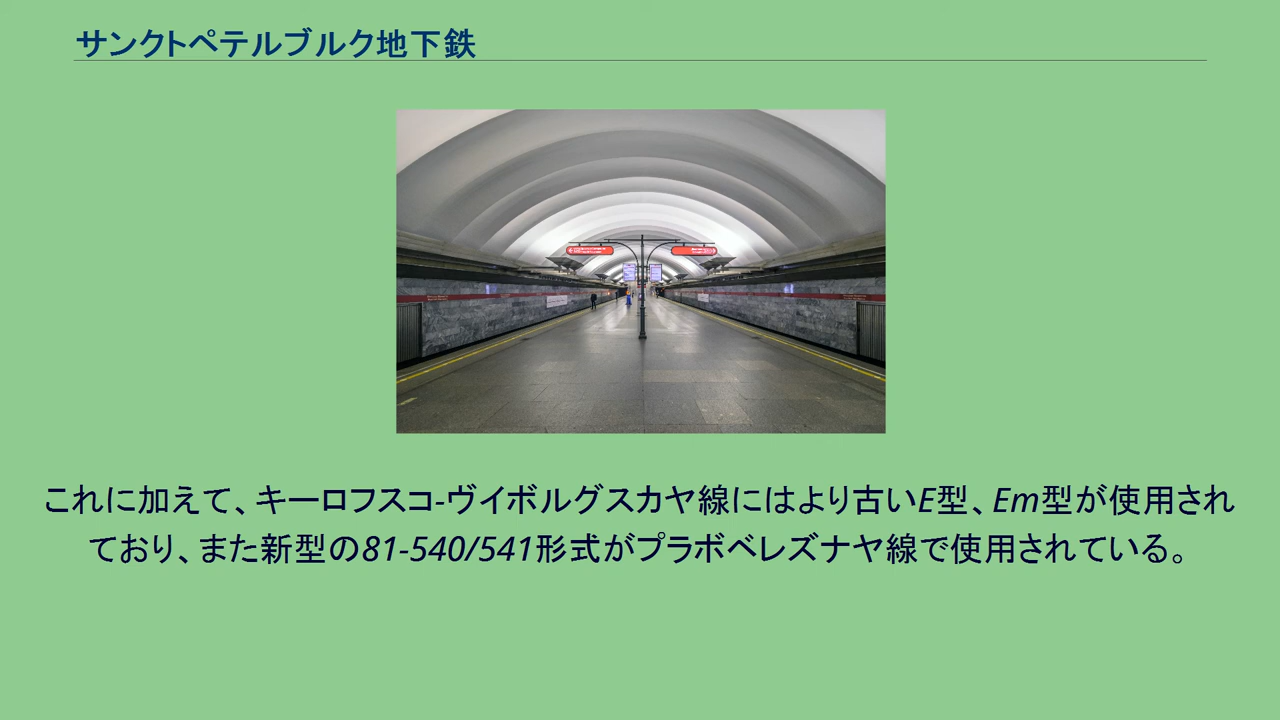 サンクトペテルブルク地下鉄
これに加えて、キーロフスコ-ヴイボルグスカヤ線にはより古いE型、Em型が使用され
ており、また新型の81-540/541形式がプラボベレズナヤ線で使用されている。